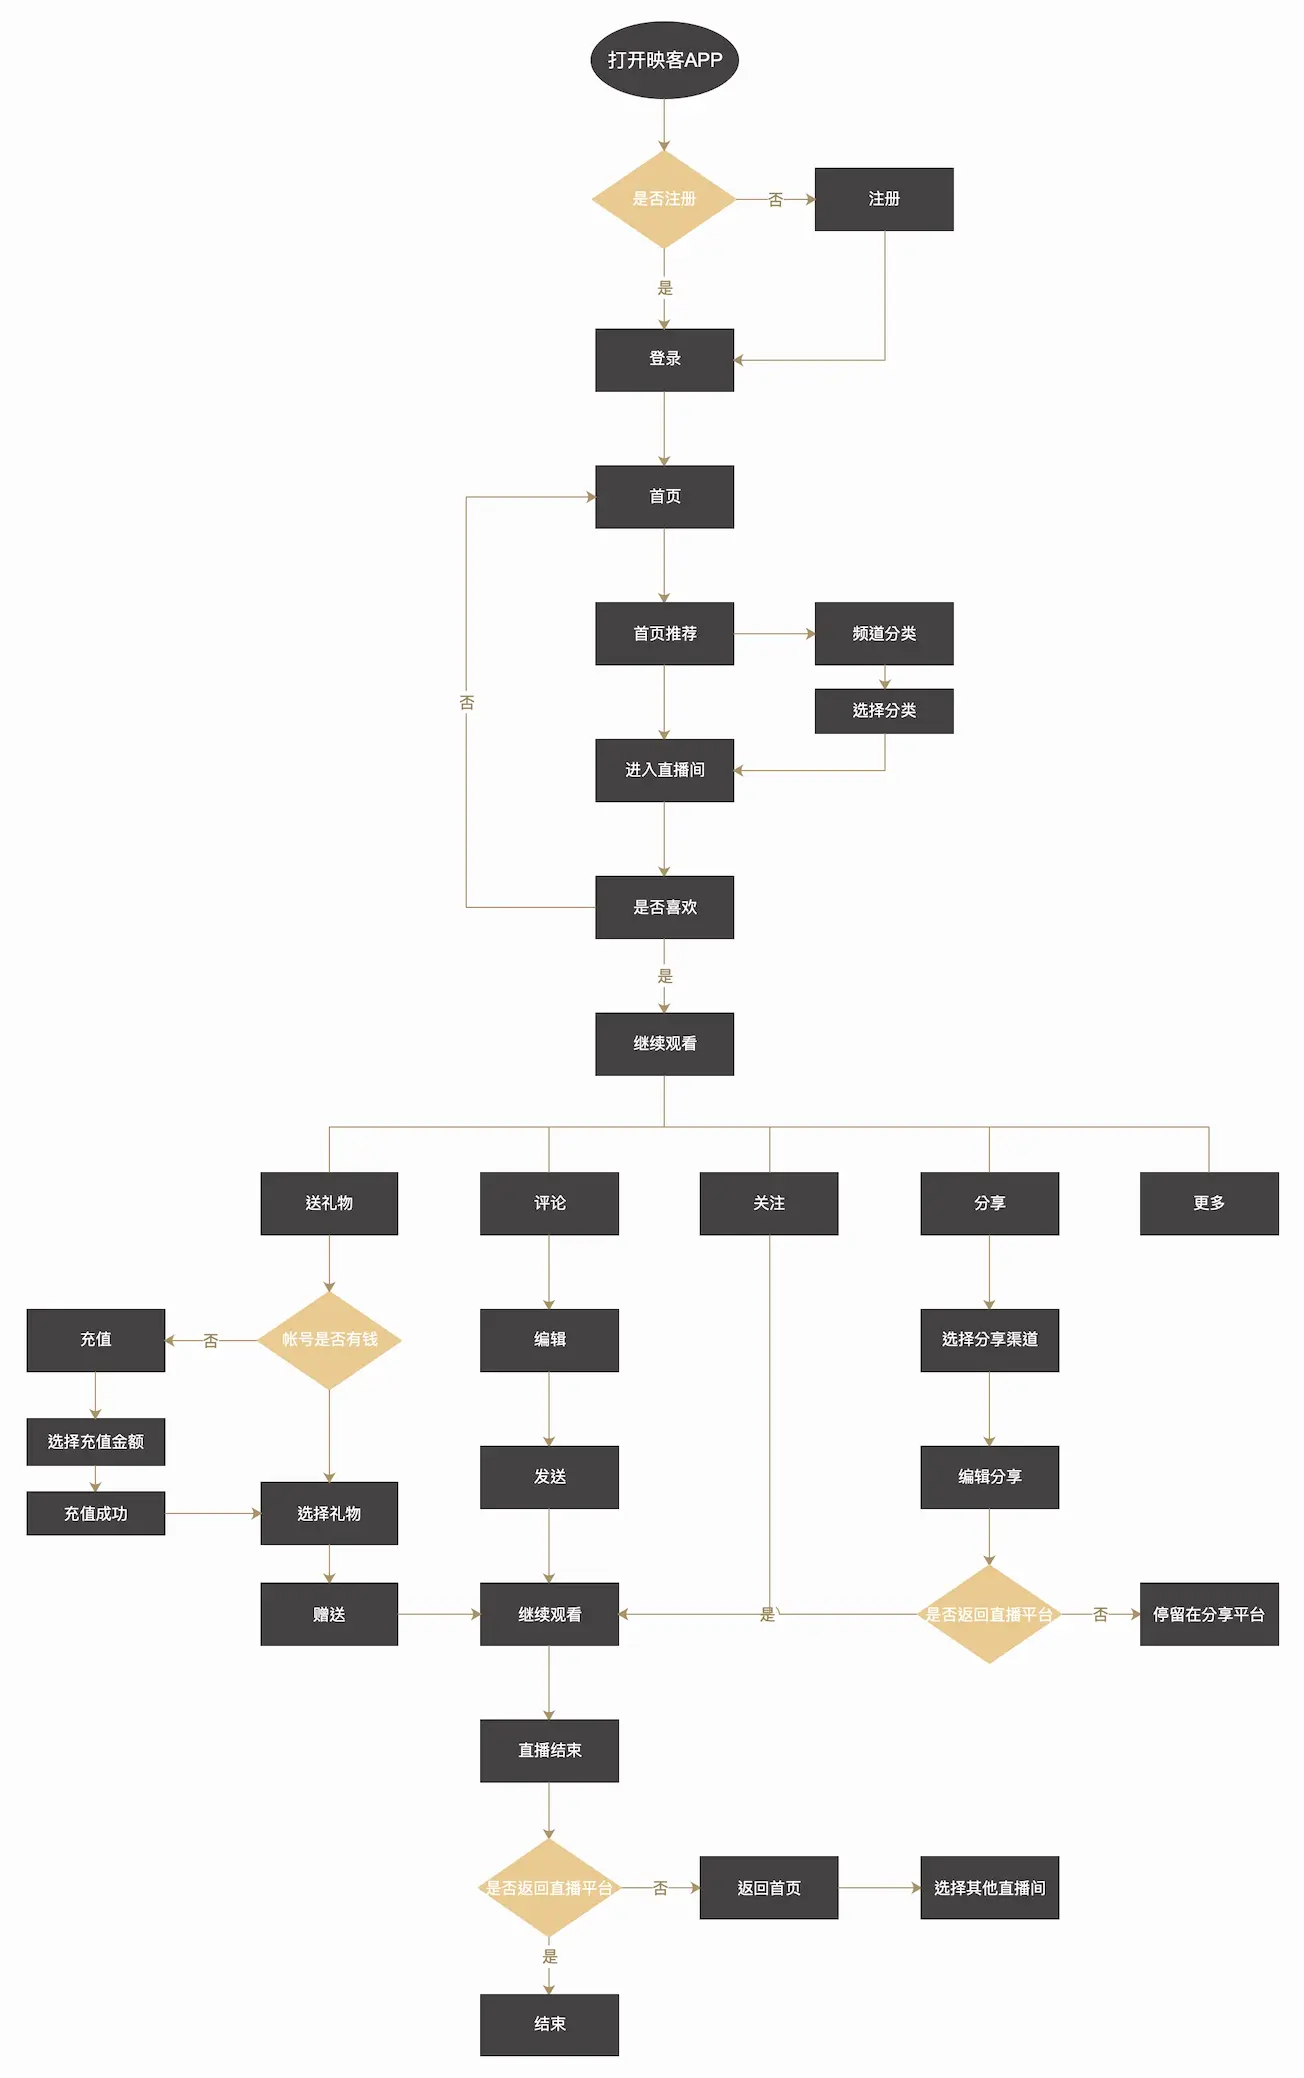 打开映客APP
是否注册
否
注册
是
登录
首页
首页推荐
频道分类
选择分类
否
进入直播间
是否喜欢
是
继续观看
送礼物
评论
关注
分享
更多
充值
否
帐号是否有钱
编辑
选择分享渠道
选择充值金额
发送
编辑分享
充值成功
选择礼物
赠送
继续观看
是
是否返回直播平台
否
停留在分享平台
直播结束
是否返回直播平台
否
返回首页
选择其他直播间
是
结束